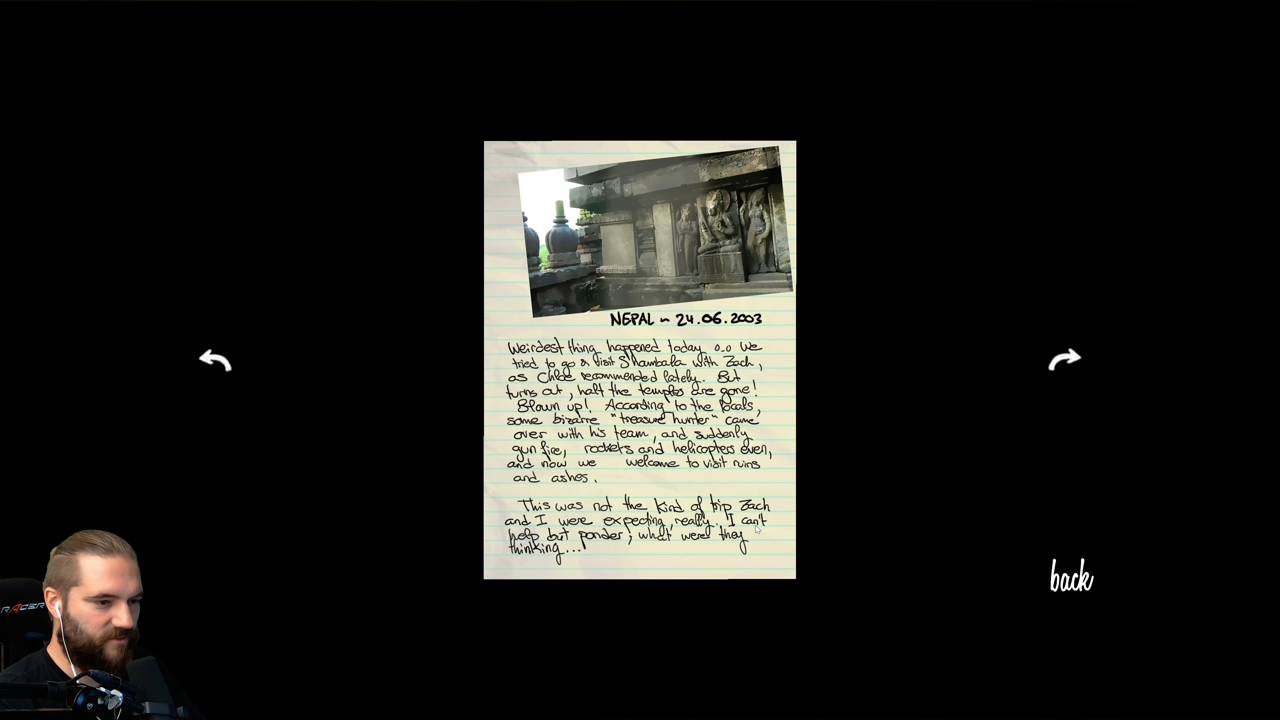 NEPAL ~ 24.06.2003
Weirdest thing happened today o.o We
tried to go & visit Shambala with Zach,
as Chloe recommended lately. But
turns out, half the temples are gone!
Blown up! According to the locals,
some bizarre "treasure hunter" came
over with his team, and suddenly
gun fire, rockets and helicopters even,
and now we welcome to visit ruins
and ashes.
This was not the kind of trip Zach
and I were expecting, really. I can't
help but ponder; what were they
thinking...
back
RACER